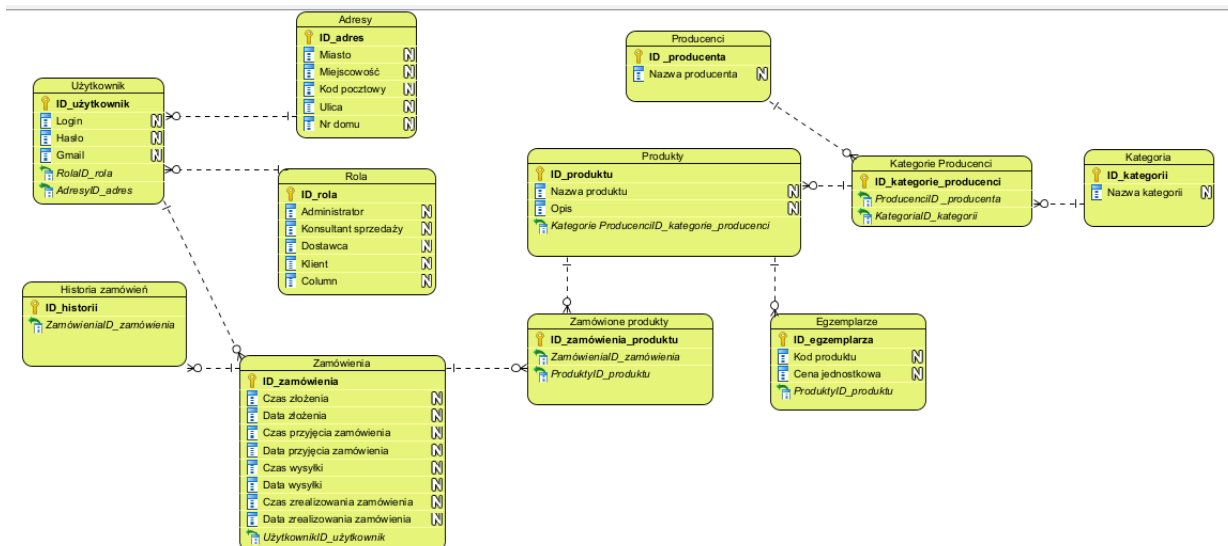 Adresy
ID_adres
Miasto
Miejscowość
Kod pocztowy
Ulica
Nr domu
Producenci
ID _producenta
Nazwa producenta
Użytkownik
ID_użytkownik
Login
Hasło
Gmail
RolaID_rola
AdresyID_adres
Rola
ID_rola
Administrator
Konsultant sprzedaży
Dostawca
Klient
Column
Produkty
ID_produktu
Nazwa produktu
Opis
Kategorie ProducenciID_kategorie_producenci
Kategorie Producenci
ID_kategorie_producenci
ProducenciID _producenta
KategoriaID_kategorii
Kategoria
ID_kategorii
Nazwa kategorii
Historia zamówień
ID_historii
ZamówieniaID_zamówienia
Zamówienia
ID_zamówienia
Czas złożenia
Data złożenia
Czas przyjęcia zamówienia
Data przyjęcia zamówienia
Czas wysyłki
Data wysyłki
Czas zrealizowania zamówienia
Data zrealizowania zamówienia
UżytkownikID_użytkownik
Zamówione produkty
ID_zamówienia_produktu
ZamówieniaID_zamówienia
ProduktyID_produktu
Egzemplarze
ID_egzemplarza
Kod produktu
Cena jednostkowa
ProduktyID_produktu